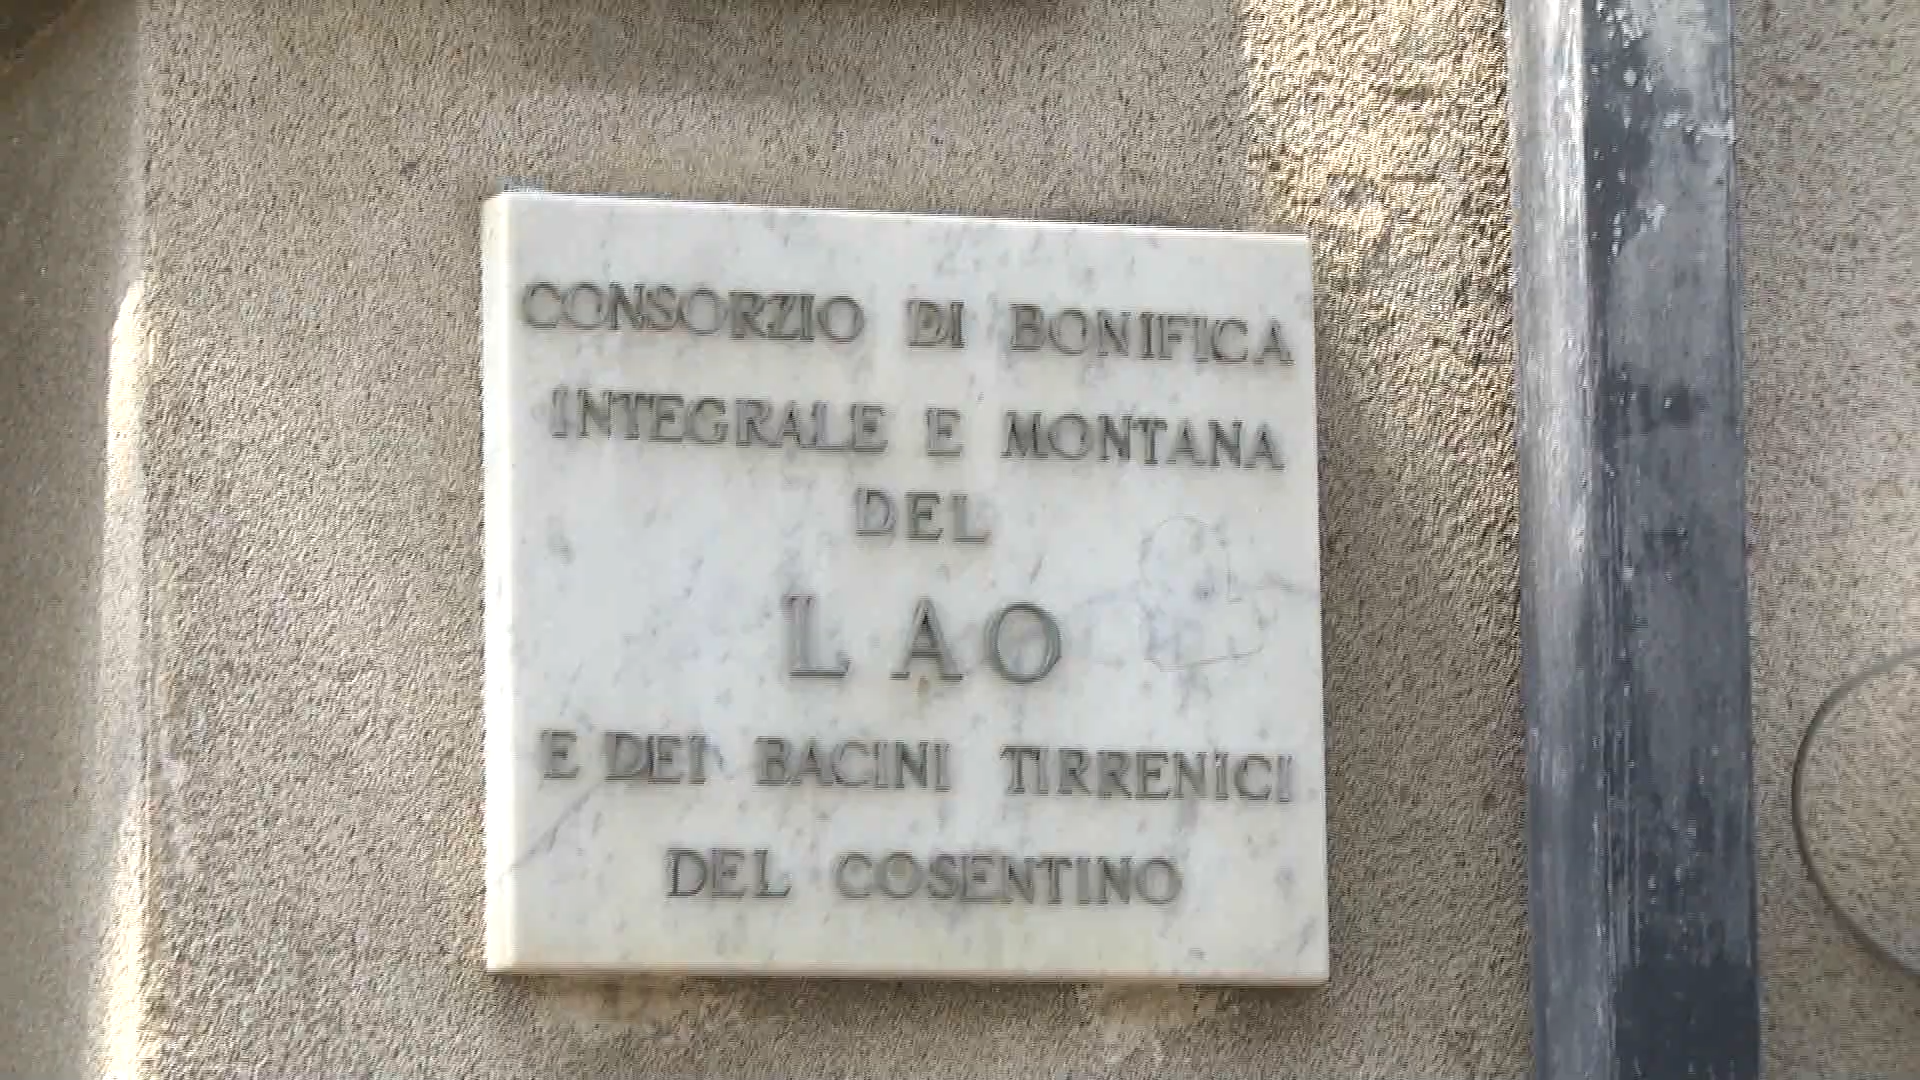 CONSORZIO DI BONIFICA
INTEGRALE E MONTANA
DEL
LAO
E DEI BACINI TIRRENICI
DEL COSENTINO